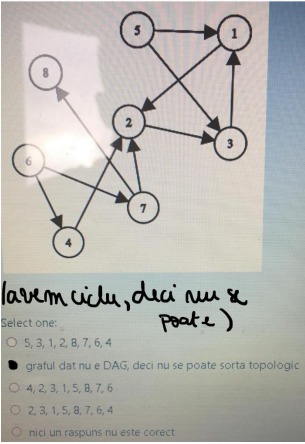 5
1
8
2
3
6
7
4
(avem ciclu, deci nu se
poate)
Select one:
5, 3, 1, 2, 8, 7, 6, 4
graful dat nu e DAG, deci nu se poate sorta topologic
4, 2, 3, 1, 5, 8, 7, 6
2, 3, 1, 5, 8, 7, 6, 4
nici un raspuns nu este corect